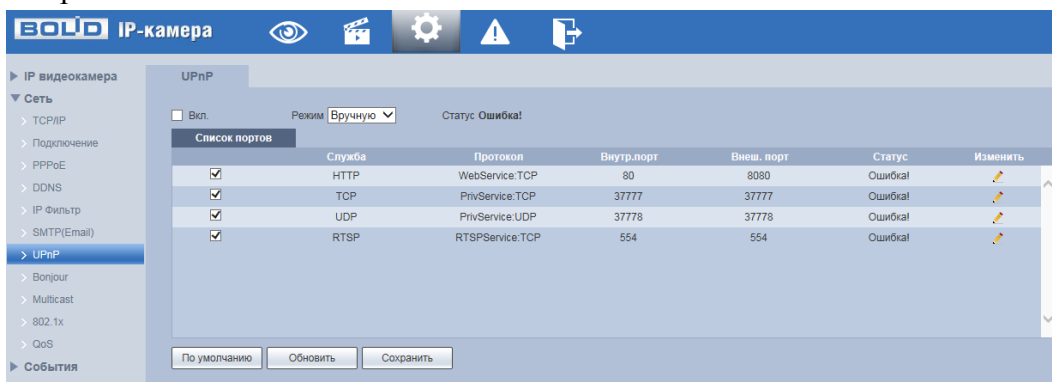 BOLID IP-камера
IP видеокамера
Сеть
TCP/IP
Подключение
PPPoE
DDNS
IP Фильтр
SMTP(Email)
UPnP
Bonjour
Multicast
802.1x
QoS
События
UPnP
Вкл. Режим Вручную Статус Ошибка!
Список портов
Служба Протокол Внутр.порт Внеш. порт Статус Изменить
HTTP WebService:TCP 80 8080 Ошибка!
TCP PrivService:TCP 37777 37777 Ошибка!
UDP PrivService:UDP 37778 37778 Ошибка!
RTSP RTSPService:TCP 554 554 Ошибка!
По умолчанию Обновить Сохранить